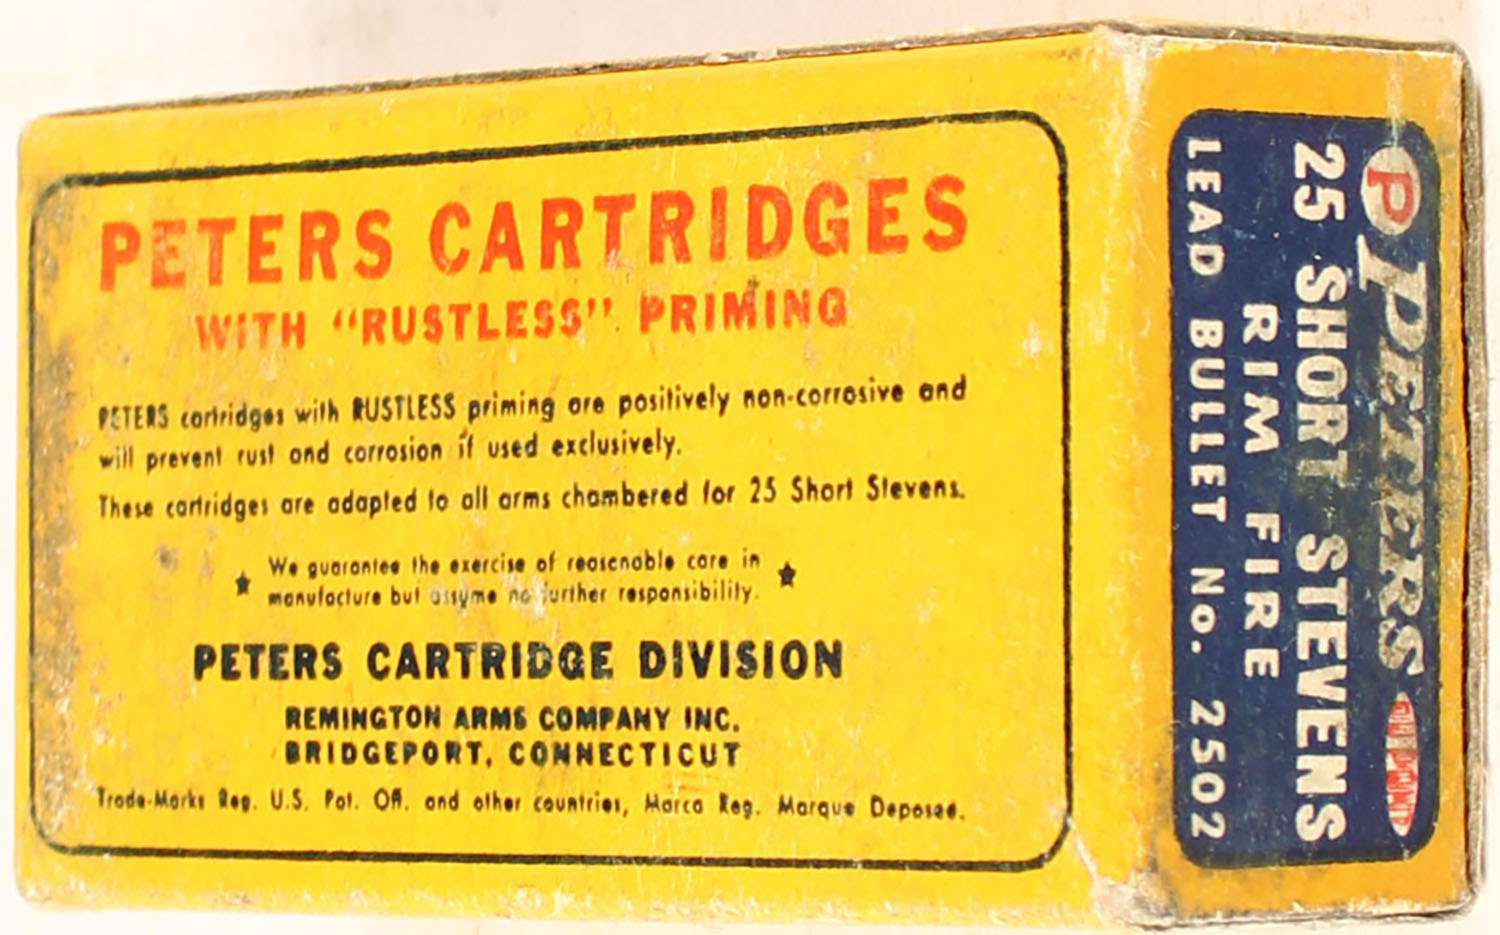 PETERS CARTRIDGES
WITH "RUSTLESS" PRIMING
PETERS cartridges with RUSTLESS priming are positively non-corrosive and
will prevent rust and corrosion if used exclusively.
These cartridges are adapted to all arms chambered for 25 Short Stevens.
We guarantee the exercise of reasonable care in
manufacture but assume no further responsibility.
PETERS CARTRIDGE DIVISION
REMINGTON ARMS COMPANY INC.
BRIDGEPORT, CONNECTICUT
Trade-Marks Reg. U.S. Pat. Off. and other countries, Marca Reg. Marque Deposee.
P PETERS DU PONT
25 SHORT STEVENS
RIM FIRE
LEAD BULLET No. 2502